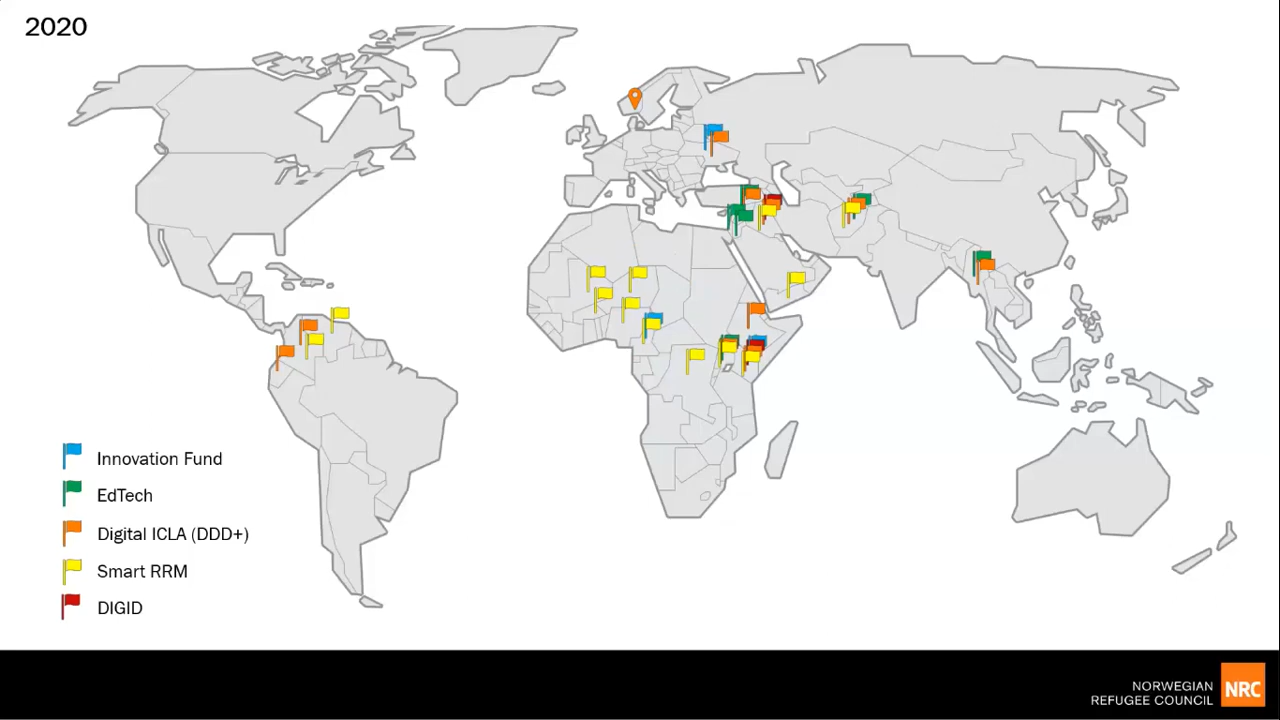 2020
Innovation Fund
EdTech
Digital ICLA (DDD+)
Smart RRM
DIGID
NORWEGIAN
REFUGEE COUNCIL
NRC